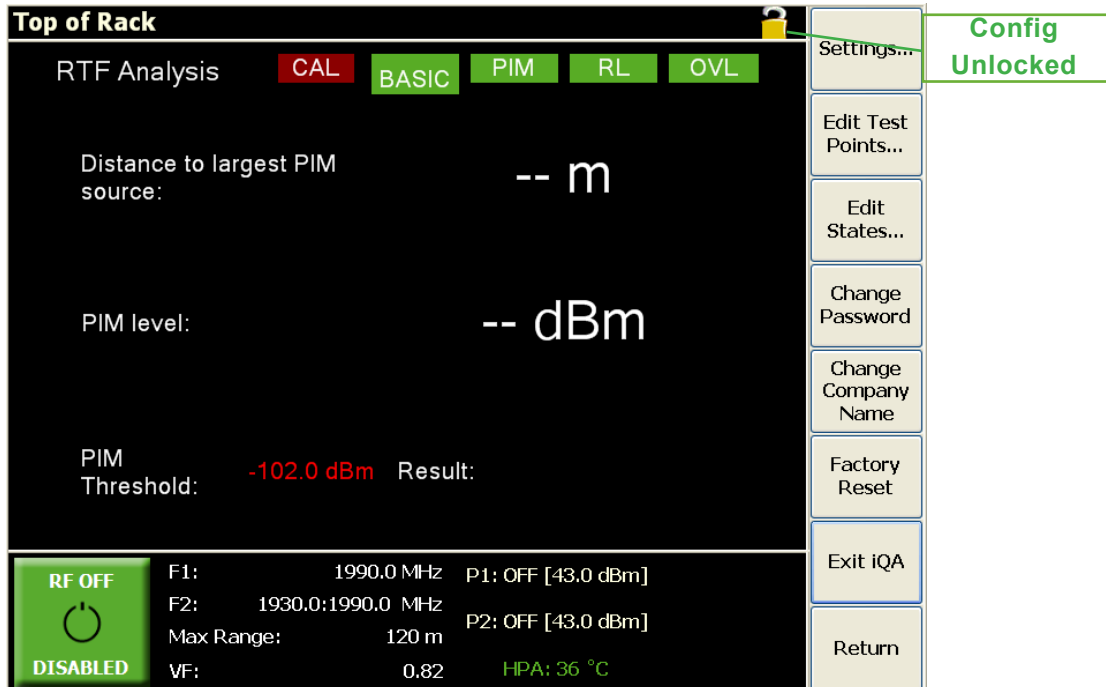 Top of Rack
Config
Unlocked
RTF Analysis
CAL
BASIC
PIM
RL
OVL
Distance to largest PIM
source:
-- m
PIM level:
-- dBm
PIM
Threshold:
-102.0 dBm
Result:
RF OFF
DISABLED
F1: 1990.0 MHz
F2: 1930.0:1990.0 MHz
Max Range: 120 m
VF: 0.82
P1: OFF [43.0 dBm]
P2: OFF [43.0 dBm]
HPA: 36 °C
Settings...
Edit Test
Points...
Edit
States...
Change
Password
Change
Company
Name
Factory
Reset
Exit iQA
Return